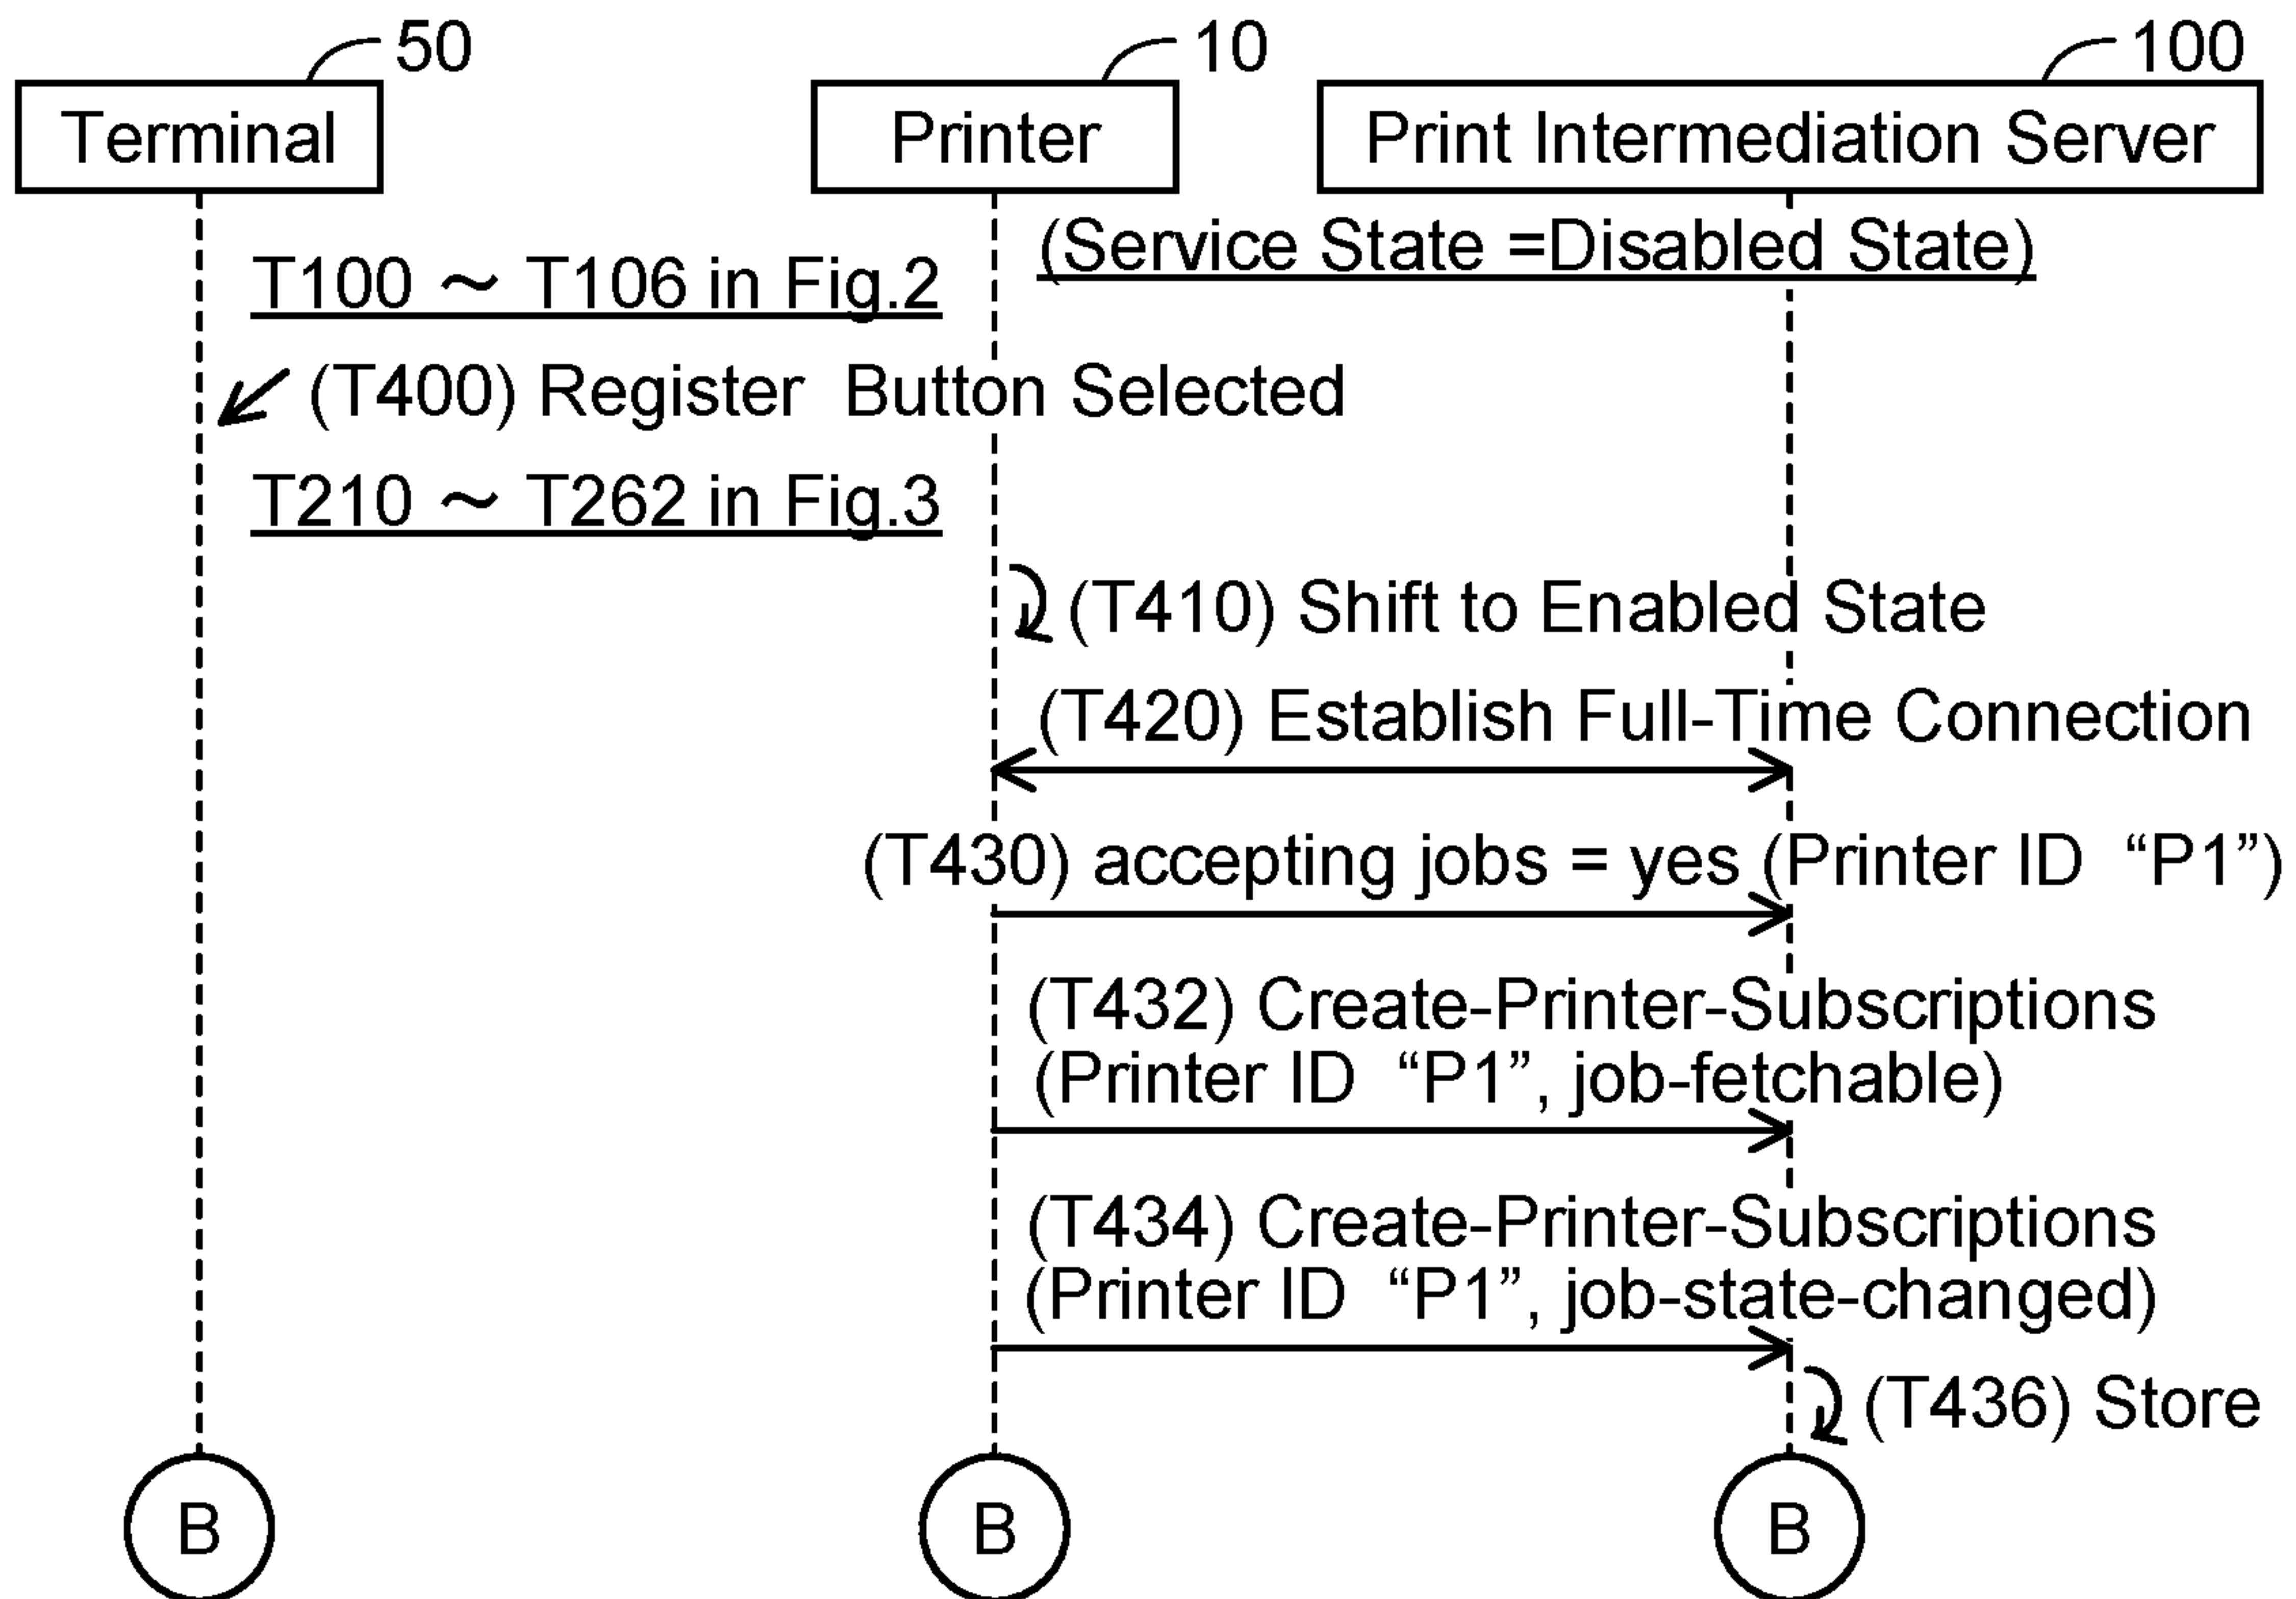 50
10
100
Terminal
Printer
Print Intermediation Server
(Service State =Disabled State)
T100 ~ T106 in Fig.2
(T400) Register Button Selected
T210 ~ T262 in Fig.3
(T410) Shift to Enabled State
(T420) Establish Full-Time Connection
(T430) accepting jobs = yes (Printer ID “P1”)
(T432) Create-Printer-Subscriptions
(Printer ID “P1”, job-fetchable)
(T434) Create-Printer-Subscriptions
(Printer ID “P1”, job-state-changed)
(T436) Store
B
B
B